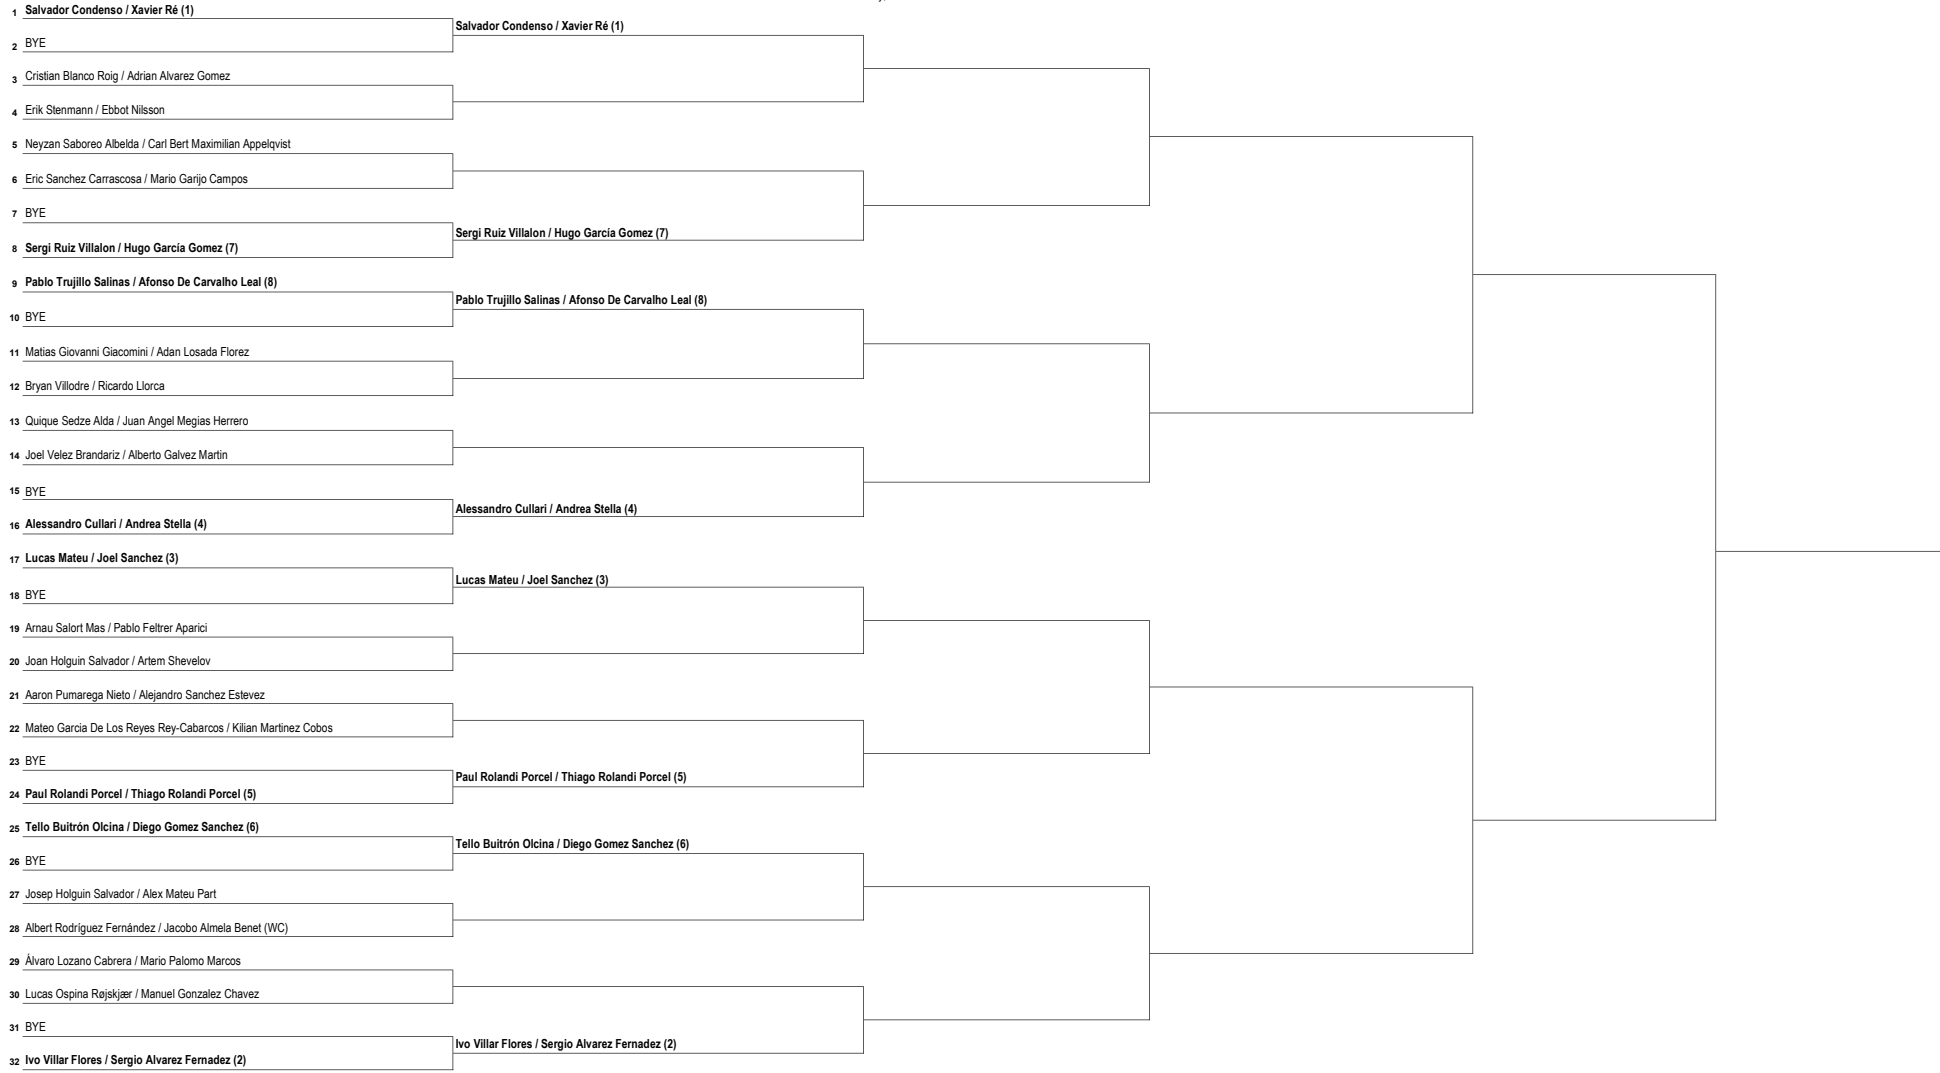 1 Salvador Condenso / Xavier Ré (1)
Salvador Condenso / Xavier Ré (1)
2 BYE
3 Cristian Blanco Roig / Adrian Alvarez Gomez
4 Erik Stenmann / Ebbot Nilsson
5 Neyzan Saboreo Albelda / Carl Bert Maximilian Appelqvist
6 Eric Sanchez Carrascosa / Mario Garijo Campos
7 BYE
Sergi Ruiz Villalon / Hugo García Gomez (7)
8 Sergi Ruiz Villalon / Hugo García Gomez (7)
9 Pablo Trujillo Salinas / Afonso De Carvalho Leal (8)
Pablo Trujillo Salinas / Afonso De Carvalho Leal (8)
10 BYE
11 Matias Giovanni Giacomini / Adan Losada Florez
12 Bryan Villodre / Ricardo Llorca
13 Quique Sedze Alda / Juan Angel Megias Herrero
14 Joel Velez Brandariz / Alberto Galvez Martin
15 BYE
Alessandro Cullari / Andrea Stella (4)
16 Alessandro Cullari / Andrea Stella (4)
17 Lucas Mateu / Joel Sanchez (3)
Lucas Mateu / Joel Sanchez (3)
18 BYE
19 Arnau Salort Mas / Pablo Feltrer Aparici
20 Joan Holguin Salvador / Artem Shevelov
21 Aaron Pumarega Nieto / Alejandro Sanchez Estevez
22 Mateo Garcia De Los Reyes Rey-Cabarcos / Kilian Martinez Cobos
23 BYE
Paul Rolandi Porcel / Thiago Rolandi Porcel (5)
24 Paul Rolandi Porcel / Thiago Rolandi Porcel (5)
25 Tello Buitrón Olcina / Diego Gomez Sanchez (6)
Tello Buitrón Olcina / Diego Gomez Sanchez (6)
26 BYE
27 Josep Holguin Salvador / Alex Mateu Part
28 Albert Rodríguez Fernández / Jacobo Almela Benet (WC)
29 Álvaro Lozano Cabrera / Mario Palomo Marcos
30 Lucas Ospina Røjskjær / Manuel Gonzalez Chavez
31 BYE
Ivo Villar Flores / Sergio Alvarez Fernadez (2)
32 Ivo Villar Flores / Sergio Alvarez Fernadez (2)